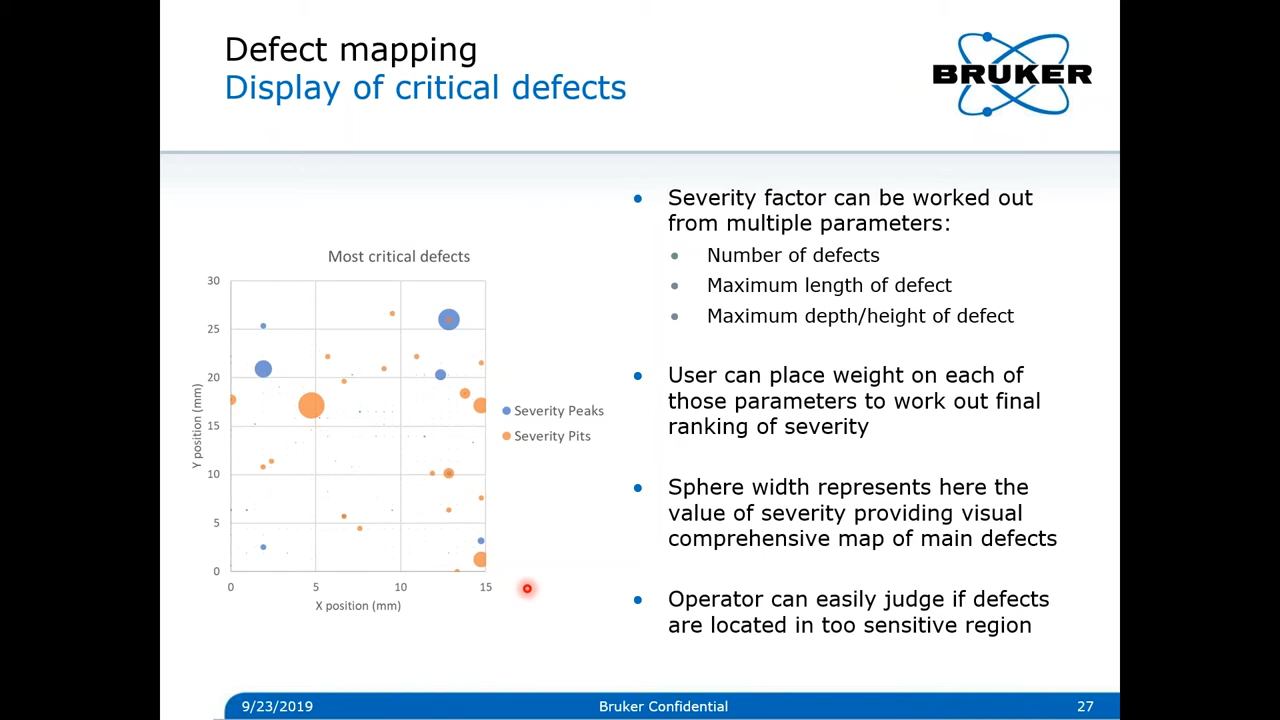 Defect mapping
Display of critical defects
BRUKER
Most critical defects
30
25
20
15
10
5
0
Y position (mm)
0 5 10 15
X position (mm)
Severity Peaks
Severity Pits
• Severity factor can be worked out
from multiple parameters:
• Number of defects
• Maximum length of defect
• Maximum depth/height of defect
• User can place weight on each of
those parameters to work out final
ranking of severity
• Sphere width represents here the
value of severity providing visual
comprehensive map of main defects
• Operator can easily judge if defects
are located in too sensitive region
9/23/2019 Bruker Confidential 27